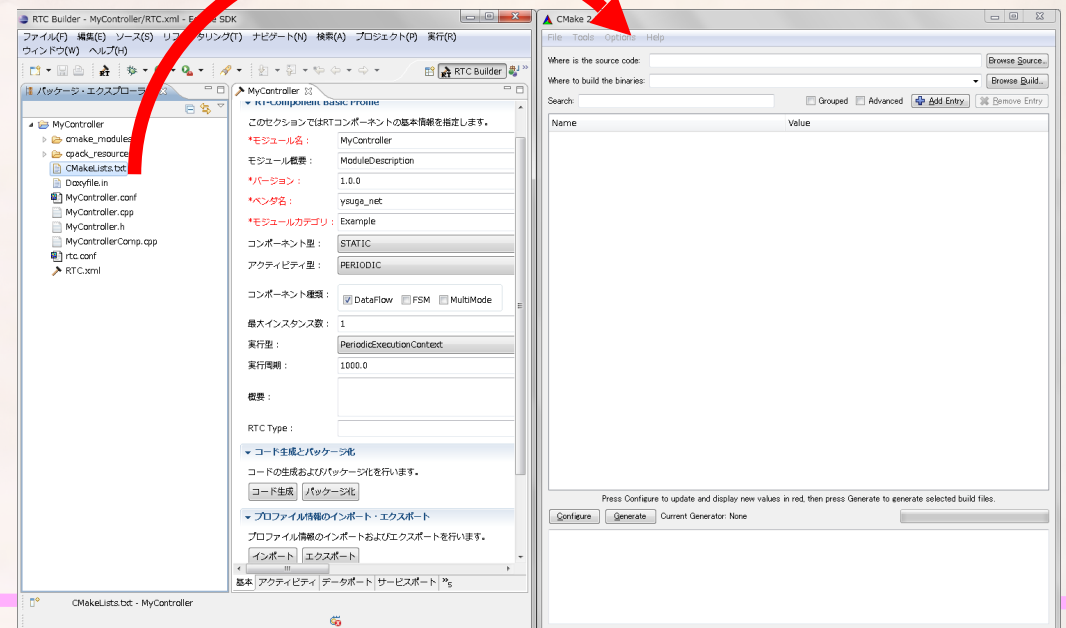 RTC Builder - MyController/RTC.xml - SDK
ファイル(F) 編集(E) ソース(S) (T) ナビゲート(N) 検索(A) プロジェクト(P) 実行(R)
ウィンドウ(W) ヘルプ(H)
RTC Builder
パッケージ・エクスプローラ
MyController
cmake_modules
cpack_resource
CMakeLists.txt
Doxyfile.in
MyController.conf
MyController.cpp
MyController.h
MyControllerComp.cpp
rtc.conf
RTC.xml
MyController
RT-Component Basic Profile
このセクションではRTコンポーネントの基本情報を指定します。
*モジュール名： MyController
モジュール概要： ModuleDescription
*バージョン： 1.0.0
*ベンダ名： ysuga_net
*モジュールカテゴリ： Example
コンポーネント型： STATIC
アクティビティ型： PERIODIC
コンポーネント種類： DataFlow FSM MultiMode
最大インスタンス数： 1
実行型： PeriodicExecutionContext
実行周期： 1000.0
概要：
RTC Type：
コード生成とパッケージ化
コードの生成およびパッケージ化を行います。
コード生成 パッケージ化
プロファイル情報のインポート・エクスポート
プロファイル情報のインポートおよびエクスポートを行います。
インポート エクスポート
基本 アクティビティ データポート サービスポート »5
CMakeLists.txt - MyController
CMake 2
File Tools Options Help
Where is the source code: Browse Source...
Where to build the binaries: Browse Build...
Search: Grouped Advanced Add Entry Remove Entry
Name Value
Press Configure to update and display new values in red, then press Generate to generate selected build files.
Configure Generate Current Generator: None